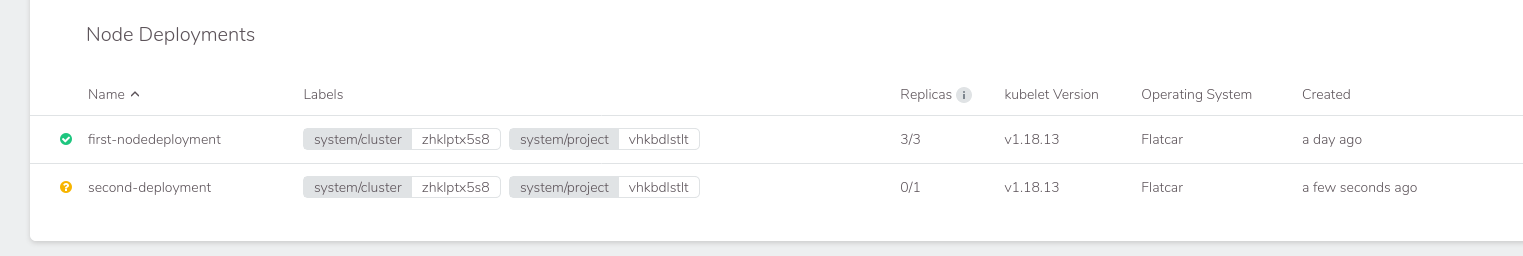 Node Deployments
Name Labels Replicas i kubelet Version Operating System Created
first-nodedeployment system/cluster zhklptx5s8 system/project vhkbdlstlt 3/3 v1.18.13 Flatcar a day ago
? second-deployment system/cluster zhklptx5s8 system/project vhkbdlstlt 0/1 v1.18.13 Flatcar a few seconds ago